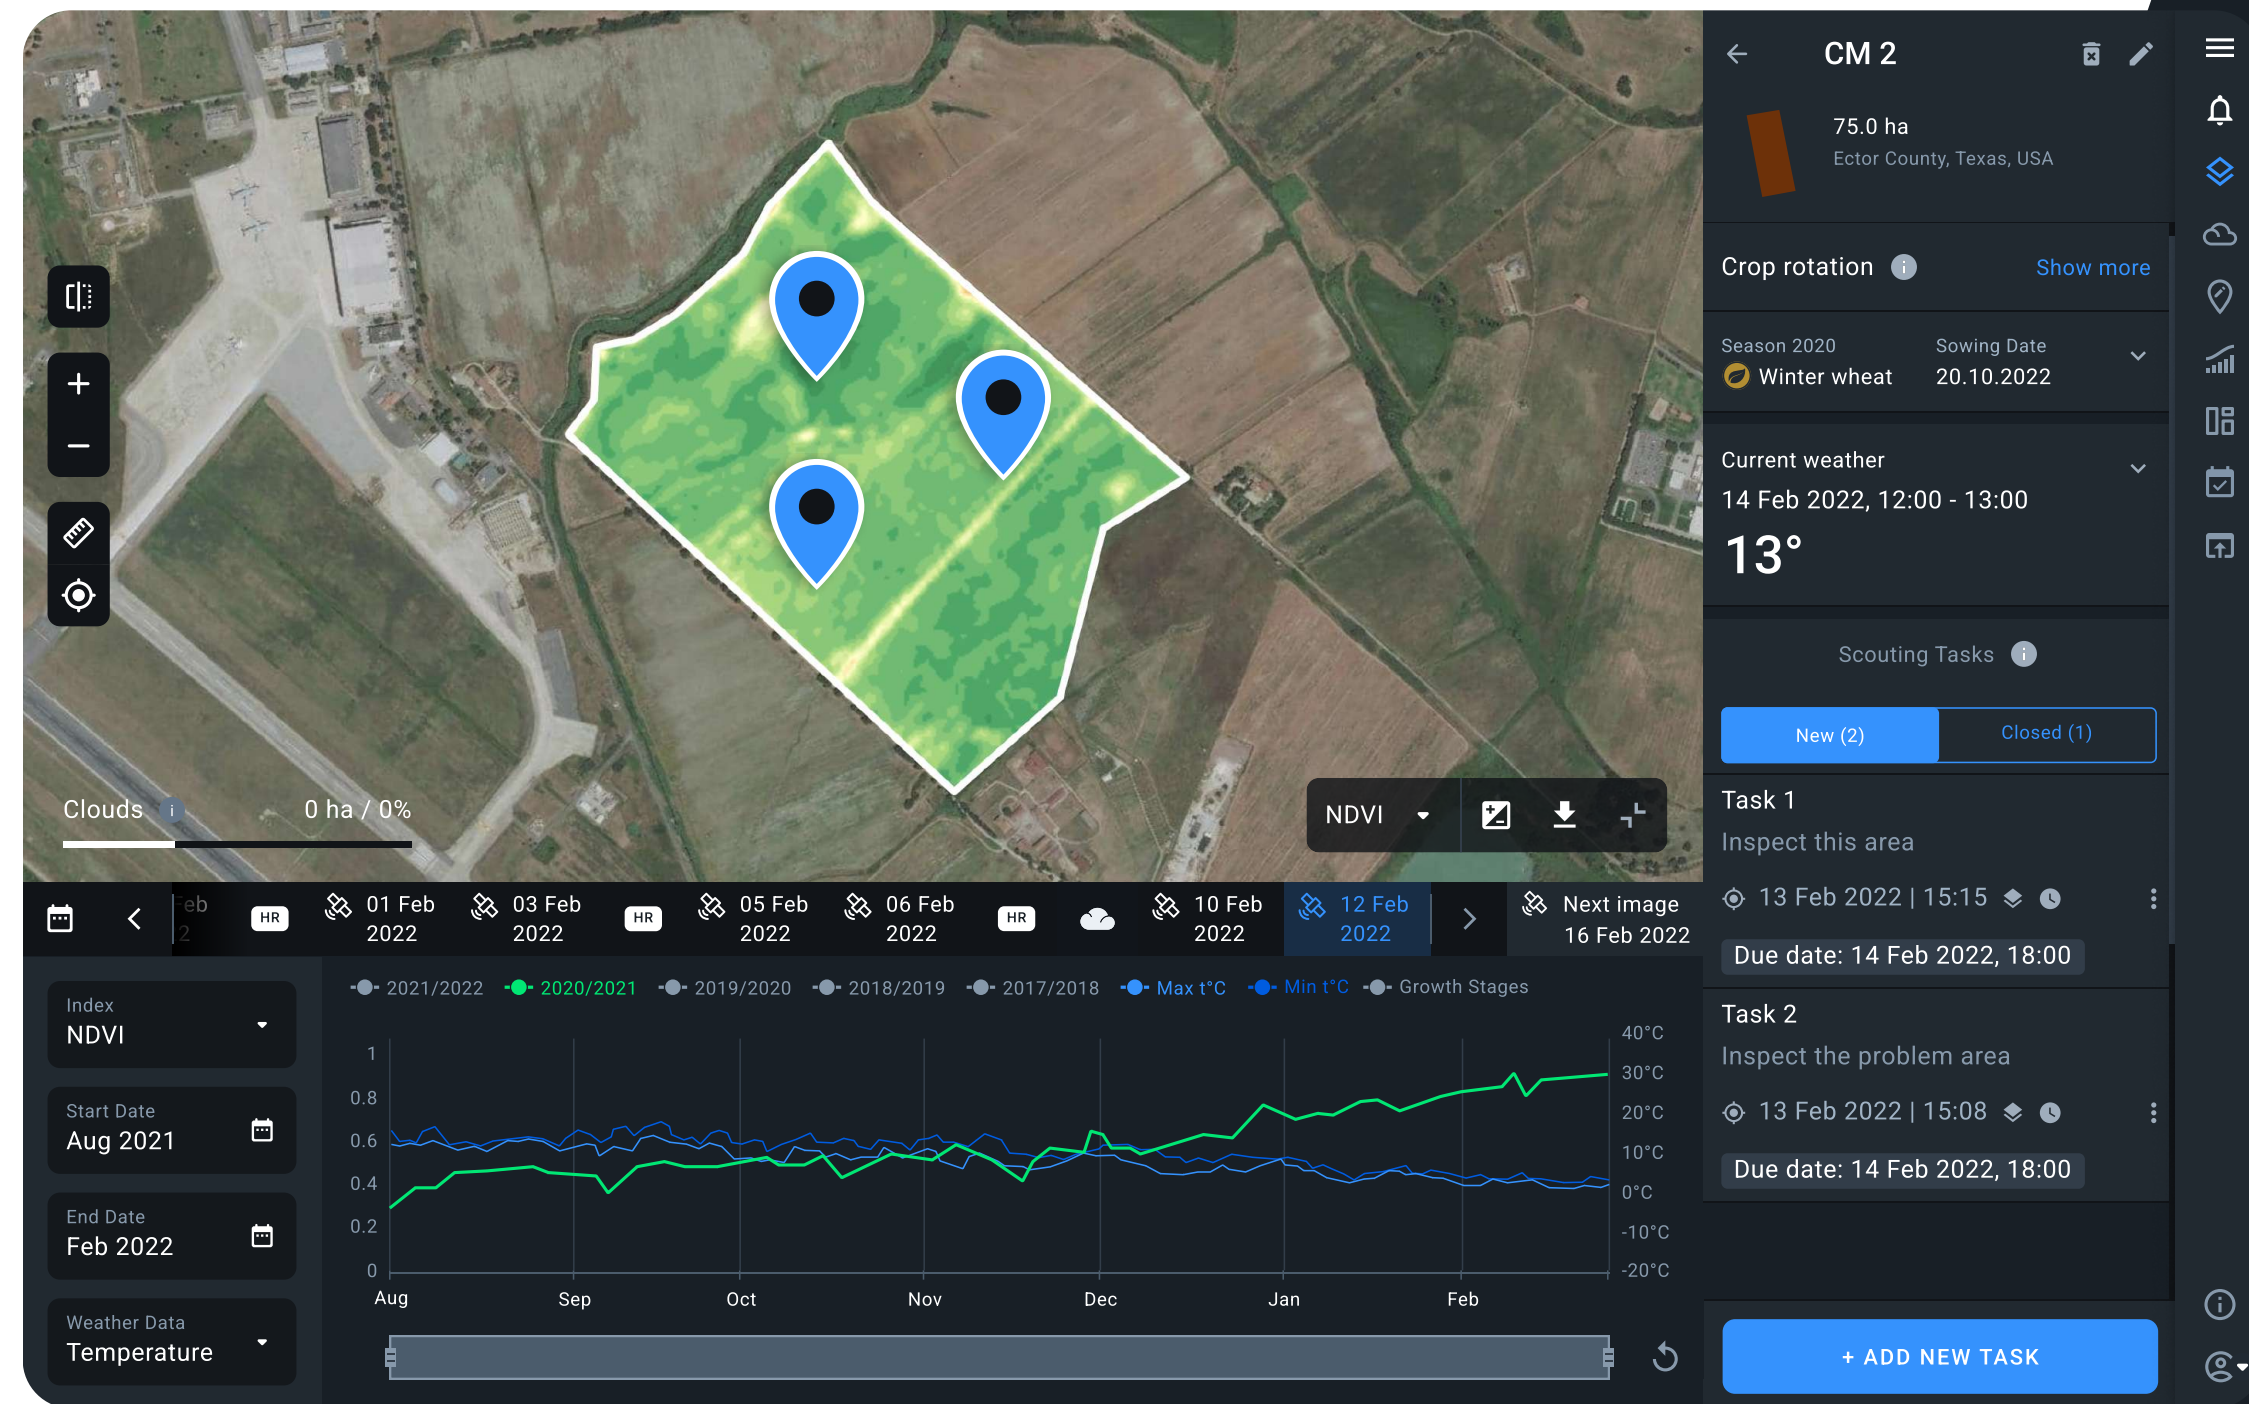 CM 2
75.0 ha
Ector County, Texas, USA
Crop rotation i Show more
Season 2020 Sowing Date
Winter wheat 20.10.2022
Current weather
14 Feb 2022, 12:00 - 13:00
13°
Scouting Tasks i
New (2) Closed (1)
Task 1
Inspect this area
13 Feb 2022 | 15:15
Due date: 14 Feb 2022, 18:00
Task 2
Inspect the problem area
13 Feb 2022 | 15:08
Due date: 14 Feb 2022, 18:00
+ ADD NEW TASK
Clouds i 0 ha / 0%
NDVI
HR
01 Feb
2022
03 Feb
2022
HR
05 Feb
2022
06 Feb
2022
HR
10 Feb
2022
12 Feb
2022
Next image
16 Feb 2022
Index
NDVI
Start Date
Aug 2021
End Date
Feb 2022
Weather Data
Temperature
2021/2022 2020/2021 2019/2020 2018/2019 2017/2018 Max t°C Min t°C Growth Stages
1
0.8
0.6
0.4
0.2
0
40°C
30°C
20°C
10°C
0°C
-10°C
-20°C
Aug Sep Oct Nov Dec Jan Feb